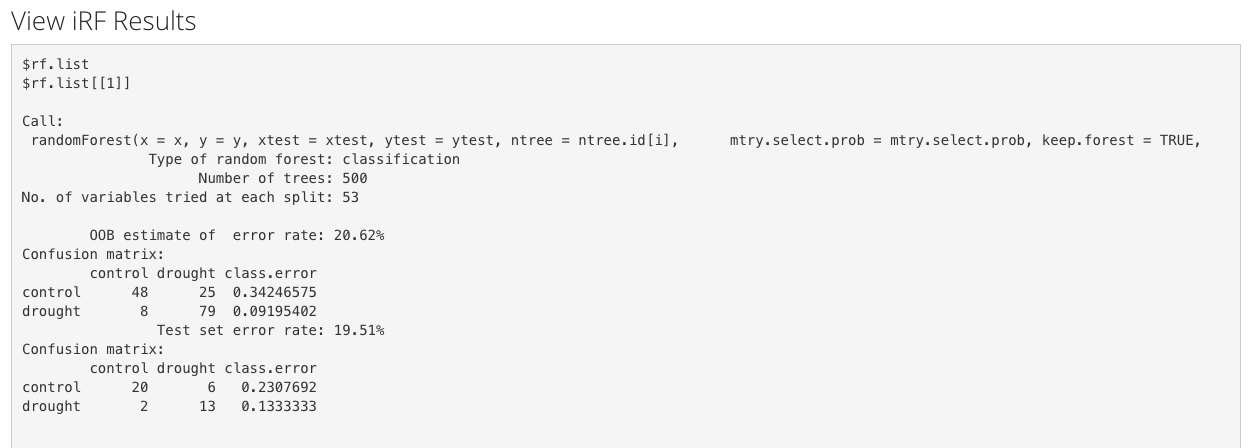 View iRF Results
$rf.list
$rf.list[[1]]
Call:
randomForest(x = x, y = y, xtest = xtest, ytest = ytest, ntree = ntree.id[i],      mtry.select.prob = mtry.select.prob, keep.forest = TRUE,
Type of random forest: classification
Number of trees: 500
No. of variables tried at each split: 53
OOB estimate of  error rate: 20.62%
Confusion matrix:
control drought class.error
control      48      25  0.34246575
drought       8      79  0.09195402
Test set error rate: 19.51%
Confusion matrix:
control drought class.error
control      20       6   0.2307692
drought       2      13   0.1333333